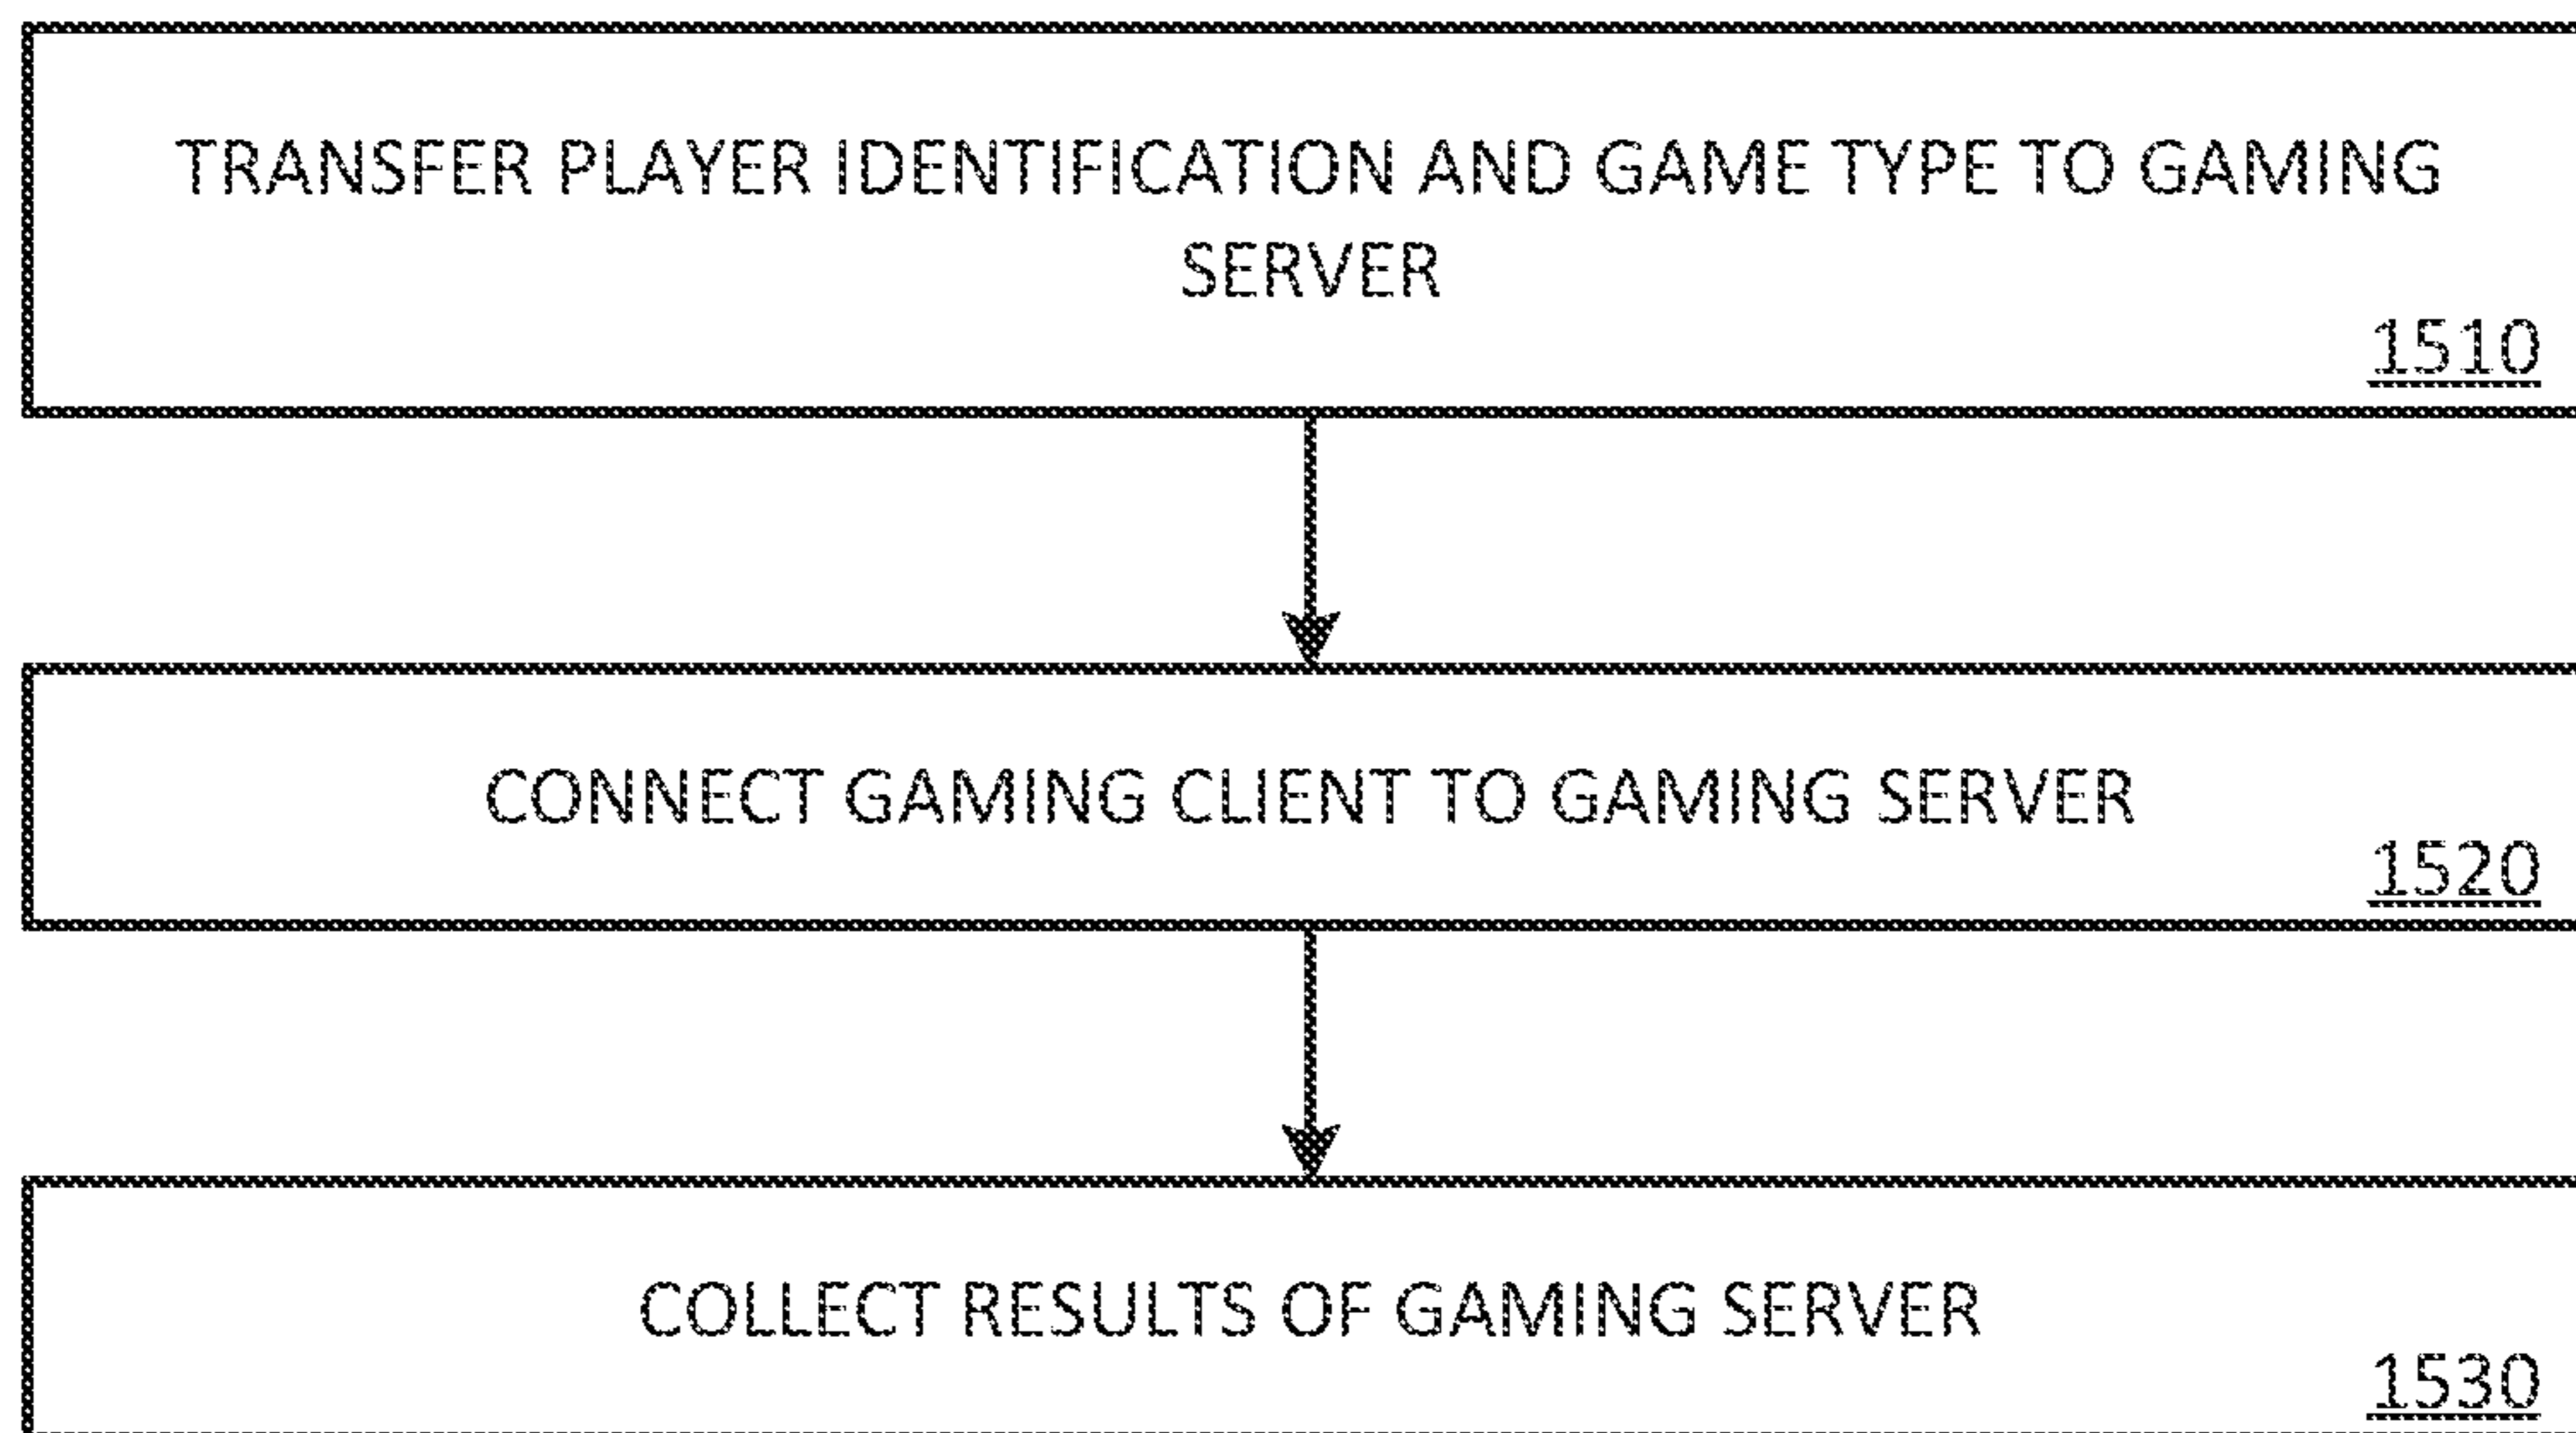 TRANSFER PLAYER IDENTIFICATION AND GAME TYPE TO GAMING
SERVER
1510
CONNECT GAMING CLIENT TO GAMING SERVER
1520
COLLECT RESULTS OF GAMING SERVER
1530